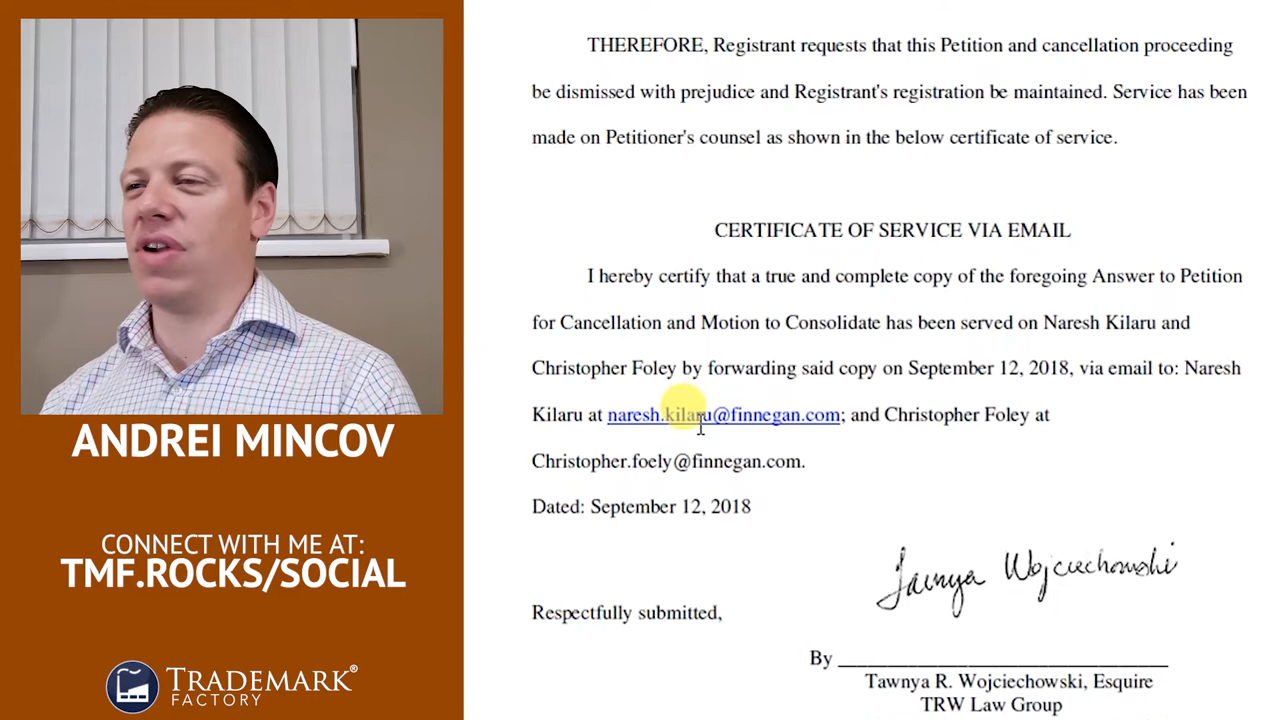 THEREFORE, Registrant requests that this Petition and cancellation proceeding
be dismissed with prejudice and Registrant's registration be maintained. Service has been
made on Petitioner's counsel as shown in the below certificate of service.
CERTIFICATE OF SERVICE VIA EMAIL
I hereby certify that a true and complete copy of the foregoing Answer to Petition
for Cancellation and Motion to Consolidate has been served on Naresh Kilaru and
Christopher Foley by forwarding said copy on September 12, 2018, via email to: Naresh
Kilaru at naresh.kilaru@finnegan.com; and Christopher Foley at
Christopher.foely@finnegan.com.
Dated: September 12, 2018
Tawnya Wojciechowski
Respectfully submitted,
By
Tawnya R. Wojciechowski, Esquire
TRW Law Group
ANDREI MINCOV
CONNECT WITH ME AT:
TMF.ROCKS/SOCIAL
TRADEMARK®
FACTORY